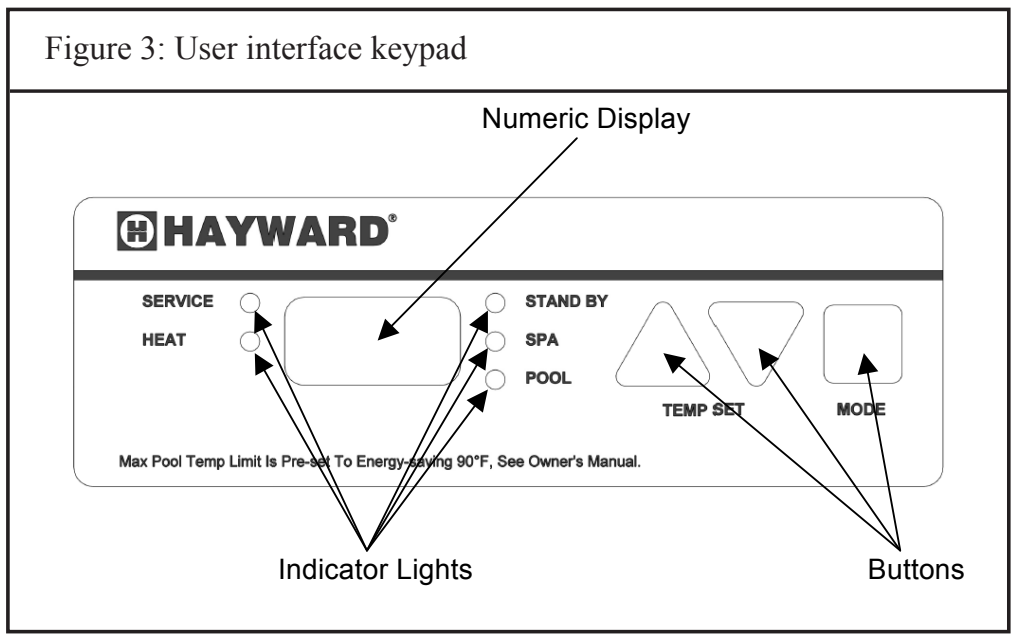 Figure 3: User interface keypad
Numeric Display
HAYWARD®
SERVICE
HEAT
STAND BY
SPA
POOL
TEMP SET
MODE
Max Pool Temp Limit Is Pre-set To Energy-saving 90°F, See Owner's Manual.
Indicator Lights
Buttons